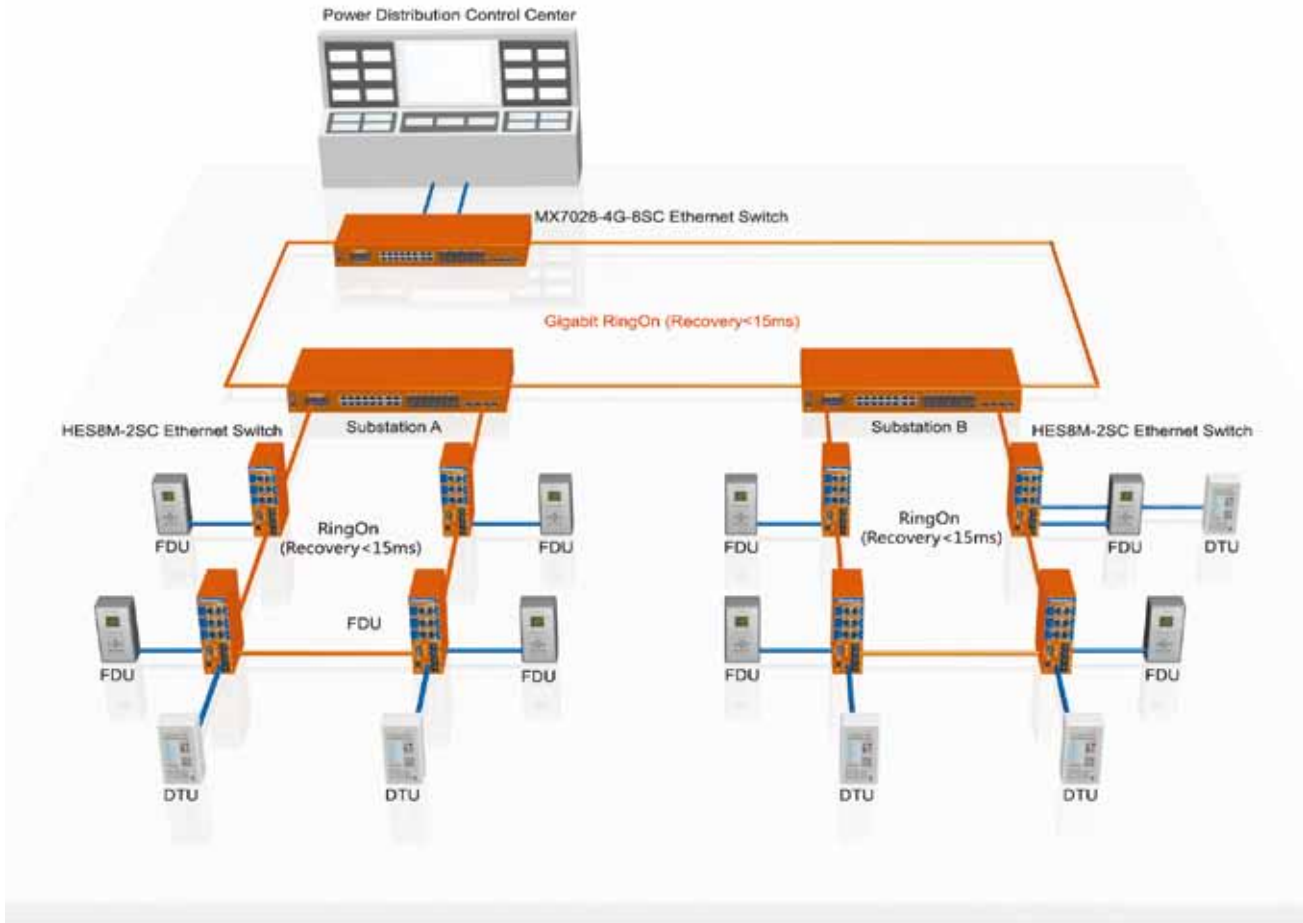 Power Distribution Control Center
MX7028-4G-8SC Ethernet Switch
Gigabit RingOn (Recovery<15ms)
Substation A
Substation B
HES8M-2SC Ethernet Switch
HES8M-2SC Ethernet Switch
FDU
RingOn
(Recovery<15ms)
FDU
FDU
RingOn
(Recovery<15ms)
FDU
DTU
FDU
FDU
FDU
FDU
FDU
DTU
DTU
DTU
DTU